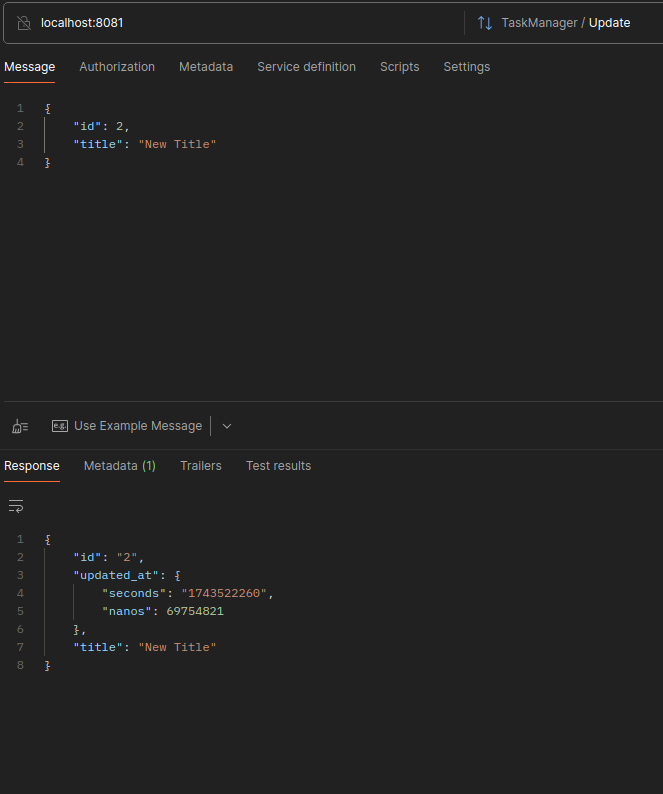 localhost:8081 TaskManager / Update
Message Authorization Metadata Service definition Scripts Settings
1 {
2 "id": 2,
3 "title": "New Title"
4 }
e.g. Use Example Message
Response Metadata (1) Trailers Test results
1 {
2 "id": "2",
3 "updated_at": {
4 "seconds": "1743522260",
5 "nanos": 69754821
6 },
7 "title": "New Title"
8 }